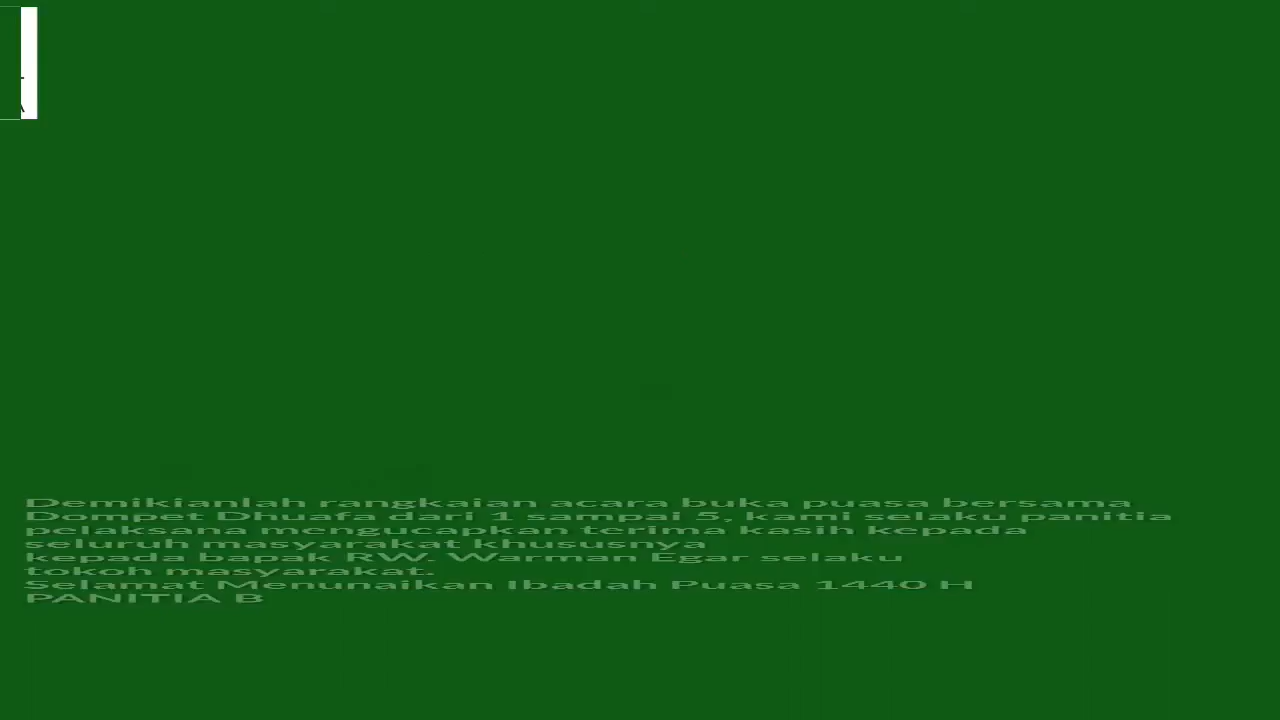 Demikianlah rangkaian acara buka puasa bersama
Dompet Dhuafa dari 1 sampai 5, kami selaku panitia
pelaksana mengucapkan terima kasih kepada
seluruh masyarakat khususnya
kepada bapak RW. Warman Egar selaku
tokoh masyarakat.
Selamat Menunaikan Ibadah Puasa 1440 H
PANITIA B